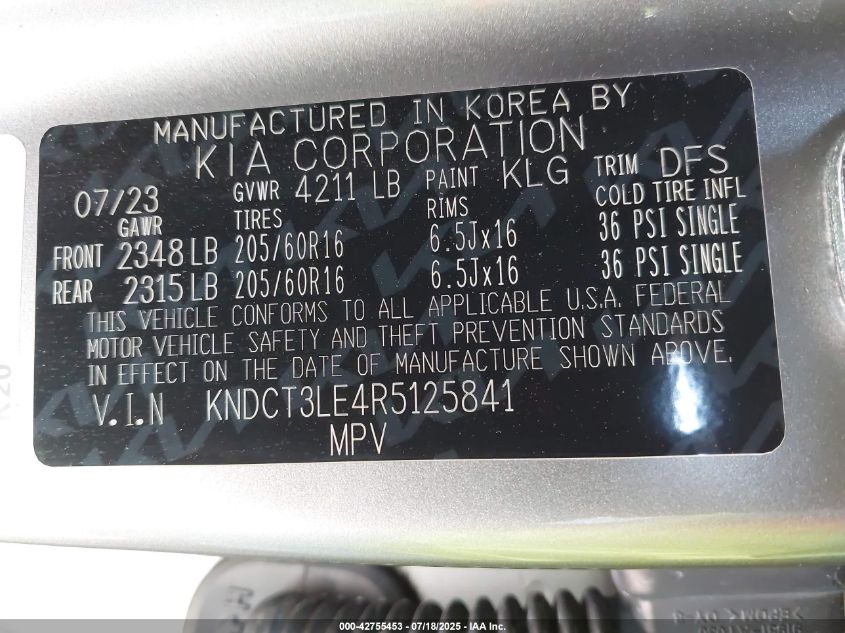 MANUFACTURED IN KOREA BY
KIA CORPORATION
07/23 GVWR 4211 LB PAINT KLG TRIM DFS
GAWR TIRES RIMS COLD TIRE INFL
FRONT 2348 LB 205/60R16 6.5Jx16 36 PSI SINGLE
REAR 2315 LB 205/60R16 6.5Jx16 36 PSI SINGLE
THIS VEHICLE CONFORMS TO ALL APPLICABLE U.S.A. FEDERAL
MOTOR VEHICLE SAFETY AND THEFT PREVENTION STANDARDS
IN EFFECT ON THE DATE OF MANUFACTURE SHOWN ABOVE.
V.I.N KNDCT3LE4R5125841
MPV
000-42755453 - 07/18/2025 - IAA Inc.